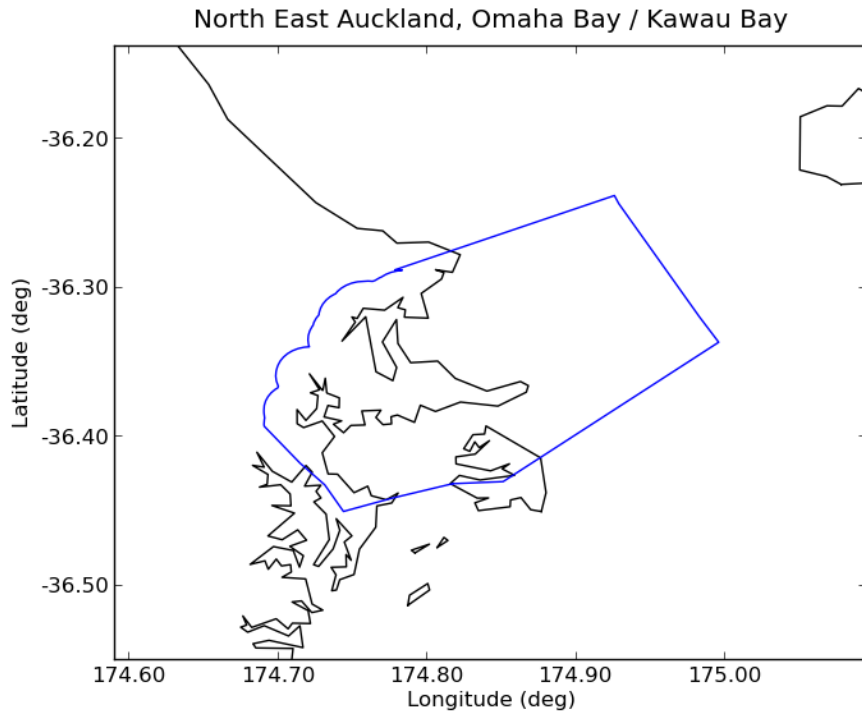 North East Auckland, Omaha Bay / Kawau Bay
-36.20
-36.30
-36.40
-36.50
Latitude (deg)
174.60 174.70 174.80 174.90 175.00
Longitude (deg)